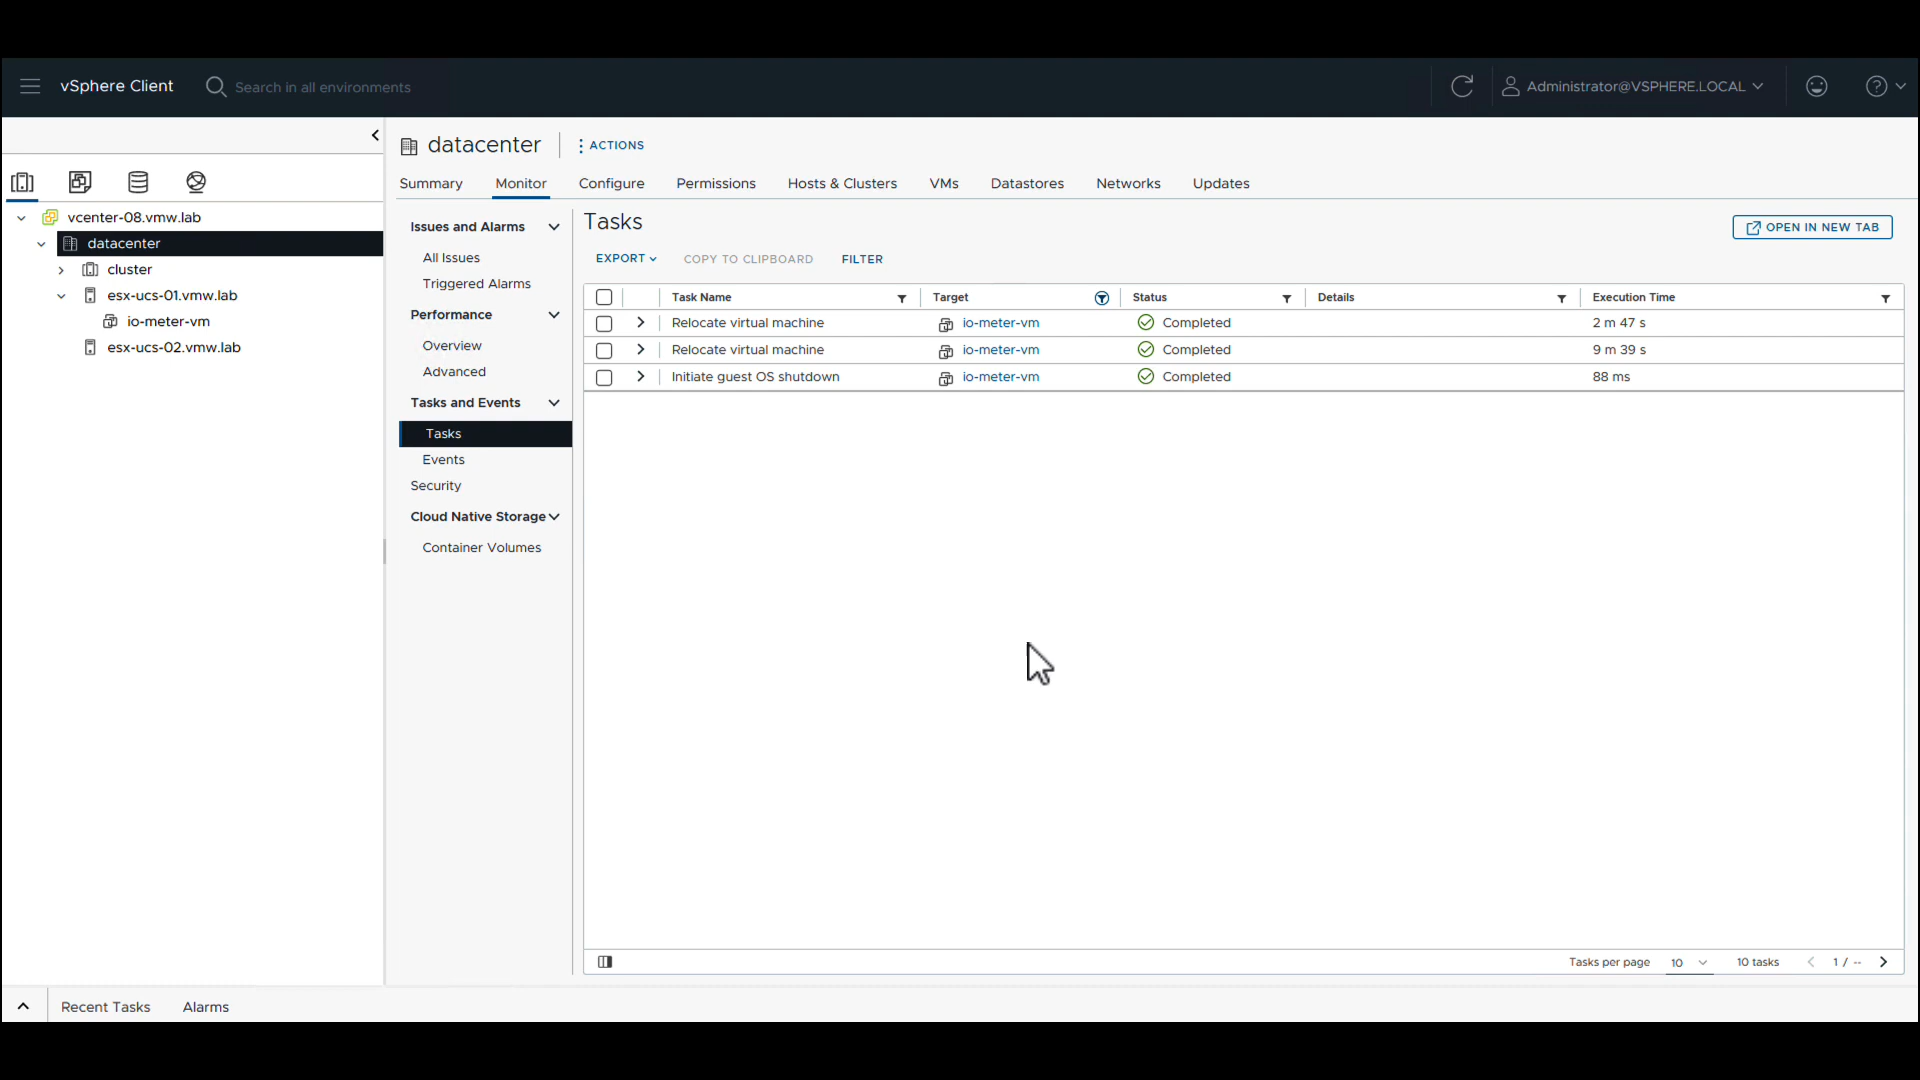 vSphere Client
Search in all environments
Administrator@VSPHERE.LOCAL
datacenter
ACTIONS
Summary Monitor Configure Permissions Hosts & Clusters VMs Datastores Networks Updates
vcenter-08.vmw.lab
datacenter
cluster
esx-ucs-01.vmw.lab
io-meter-vm
esx-ucs-02.vmw.lab
Issues and Alarms
All Issues
Triggered Alarms
Performance
Overview
Advanced
Tasks and Events
Tasks
Events
Security
Cloud Native Storage
Container Volumes
Tasks
OPEN IN NEW TAB
EXPORT COPY TO CLIPBOARD FILTER
Task Name Target Status Details Execution Time
Relocate virtual machine io-meter-vm Completed 2 m 47 s
Relocate virtual machine io-meter-vm Completed 9 m 39 s
Initiate guest OS shutdown io-meter-vm Completed 88 ms
Tasks per page 10 10 tasks 1 / --
Recent Tasks Alarms